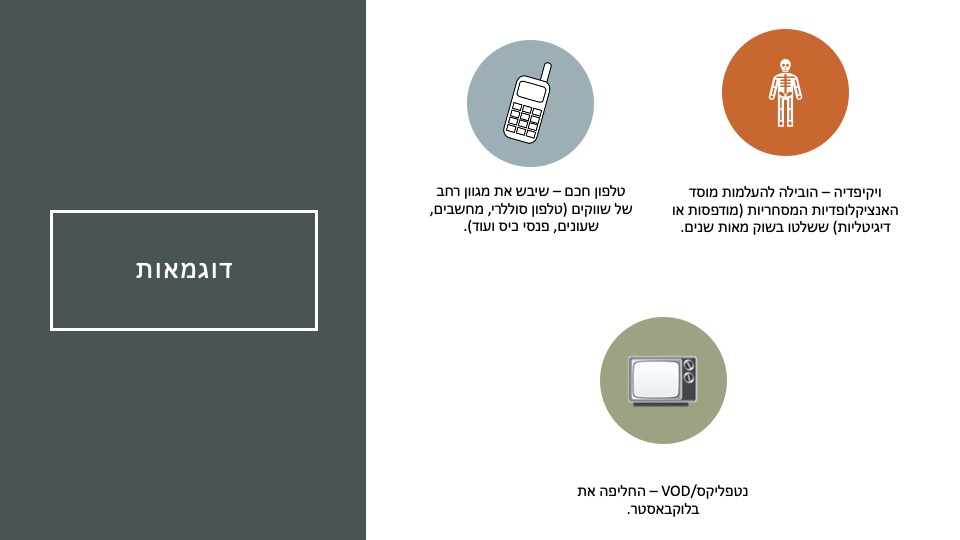 דוגמאות
ויקיפדיה – הובילה להעלמות מוסד
האנציקלופדיות המסחריות (מודפסות או
דיגיטליות) ששלטו בשוק מאות שנים.
טלפון חכם – שיבש את מגוון רחב
של שווקים (טלפון סוללרי, מחשבים,
שעונים, פנסי כיס ועוד).
נטפליקס/VOD – החליפה את
בלוקבאסטר.